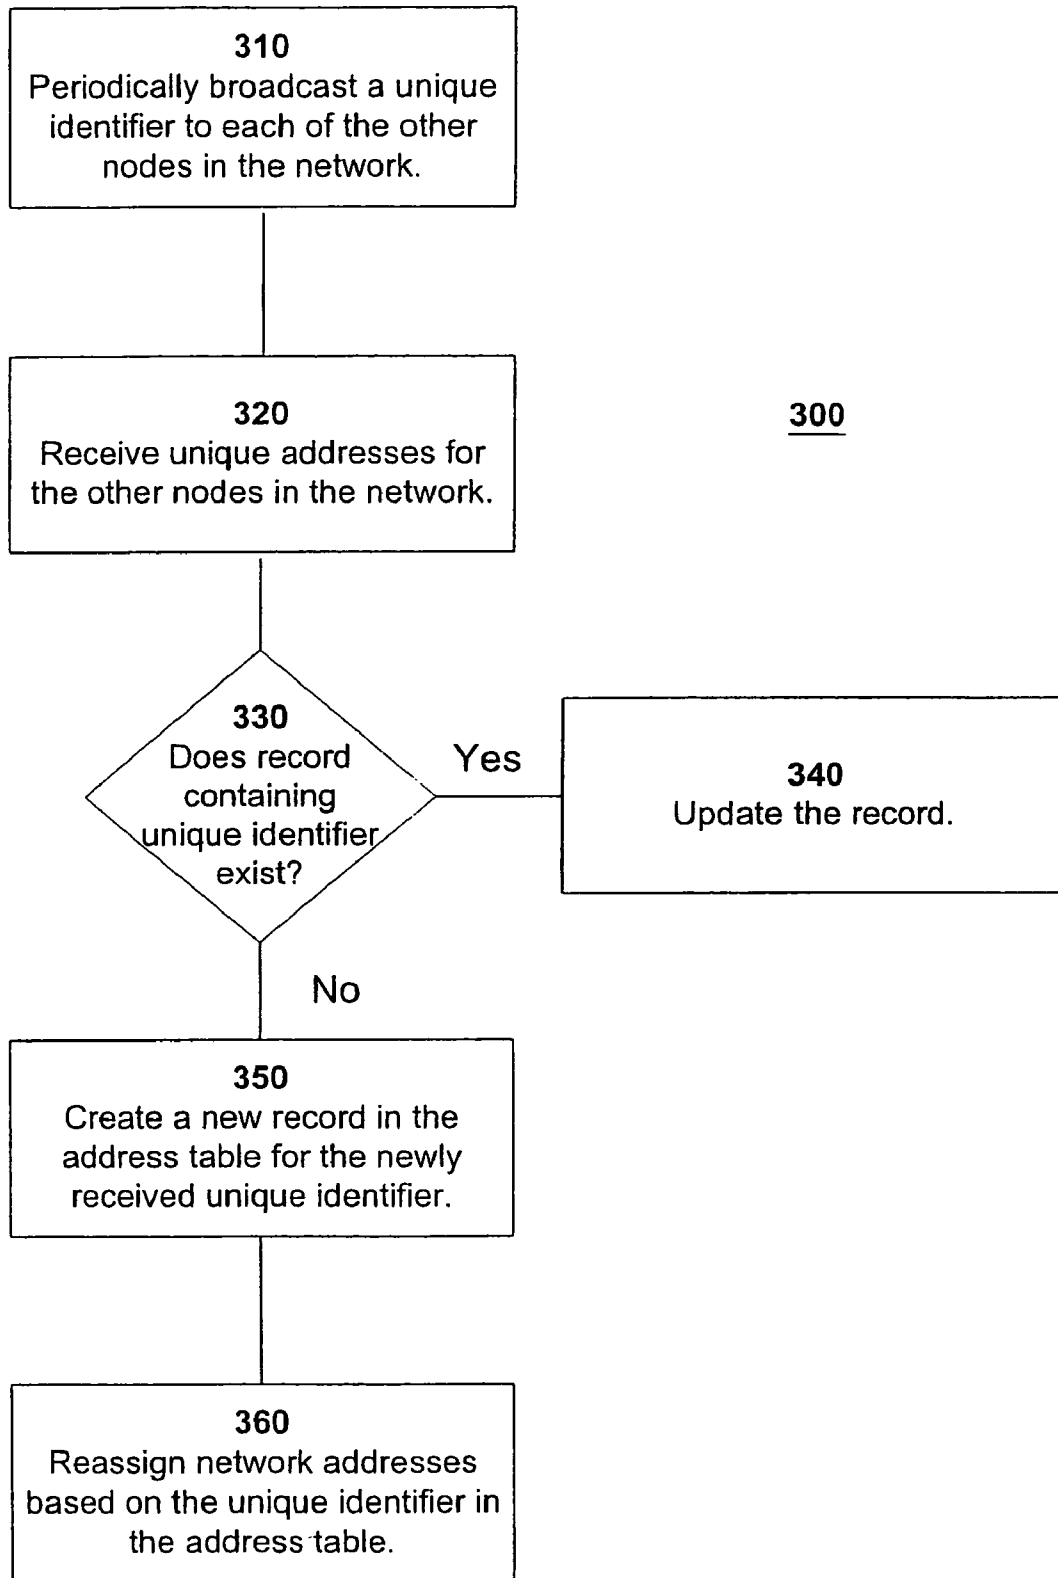 310
Periodically broadcast a unique
identifier to each of the other
nodes in the network.
320
Receive unique addresses for
the other nodes in the network.
300
330
Does record
containing
unique identifier
exist?
Yes
340
Update the record.
No
350
Create a new record in the
address table for the newly
received unique identifier.
360
Reassign network addresses
based on the unique identifier in
the address table.